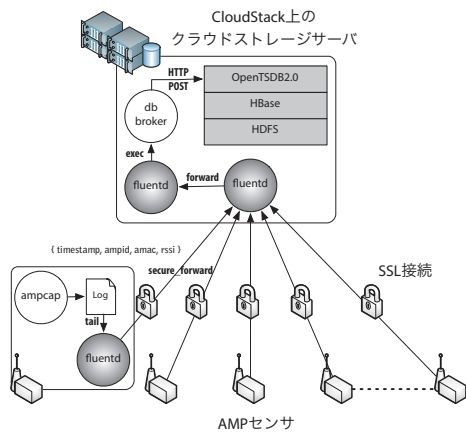 CloudStack上の
クラウドストレージサーバ
HTTP
POST
OpenTSDB2.0
HBase
HDFS
db
broker
exec
forward
fluentd
fluentd
{ timestamp, ampid, amac, rssi }
secure_forward
SSL接続
ampcap
Log
tail
fluentd
AMPセンサ